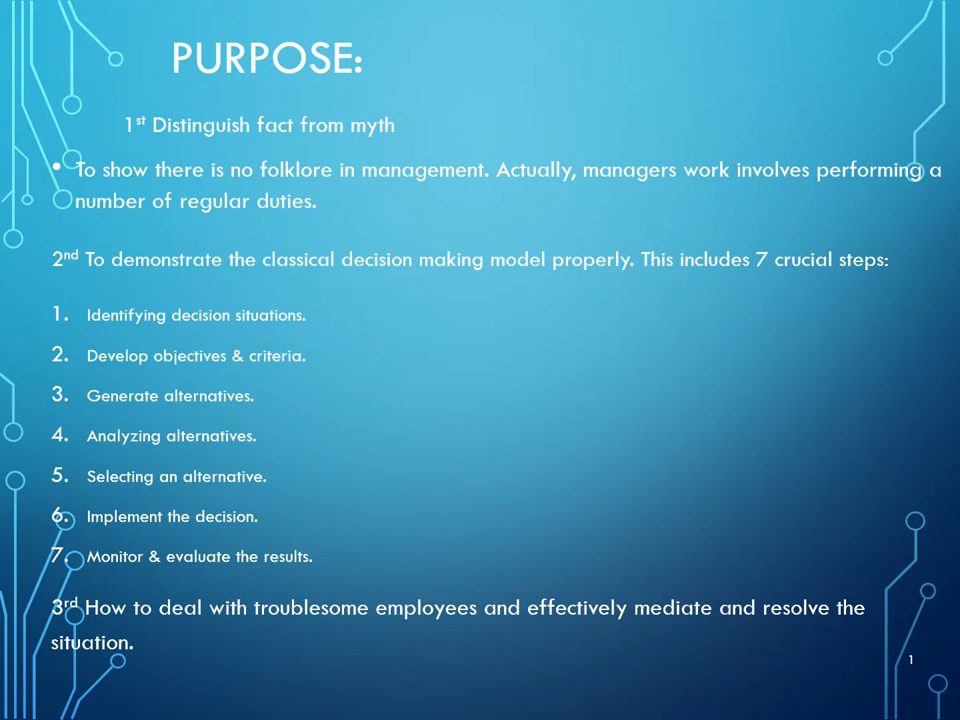 PURPOSE:
1st Distinguish fact from myth
• To show there is no folklore in management. Actually, managers work involves performing a
number of regular duties.
2nd To demonstrate the classical decision making model properly. This includes 7 crucial steps:
1. Identifying decision situations.
2. Develop objectives & criteria.
3. Generate alternatives.
4. Analyzing alternatives.
5. Selecting an alternative.
6. Implement the decision.
7. Monitor & evaluate the results.
3rd How to deal with troublesome employees and effectively mediate and resolve the
situation.
1